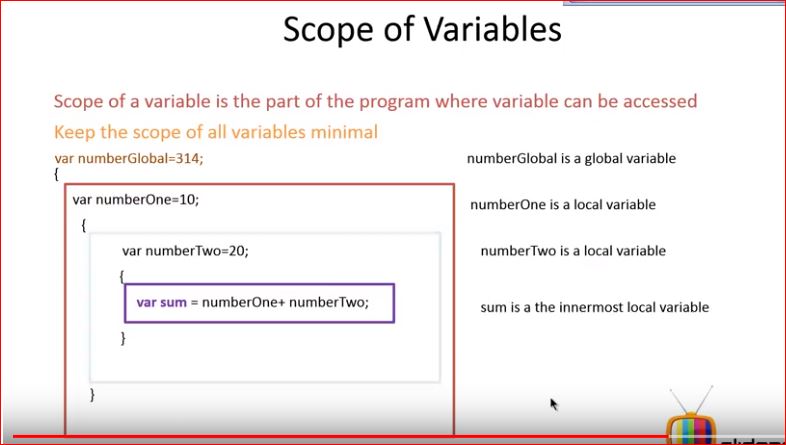 Scope of Variables
Scope of a variable is the part of the program where variable can be accessed
Keep the scope of all variables minimal
var numberGlobal=314; numberGlobal is a global variable
{
var numberOne=10; numberOne is a local variable
{
var numberTwo=20; numberTwo is a local variable
{
var sum = numberOne+ numberTwo; sum is a the innermost local variable
}
}